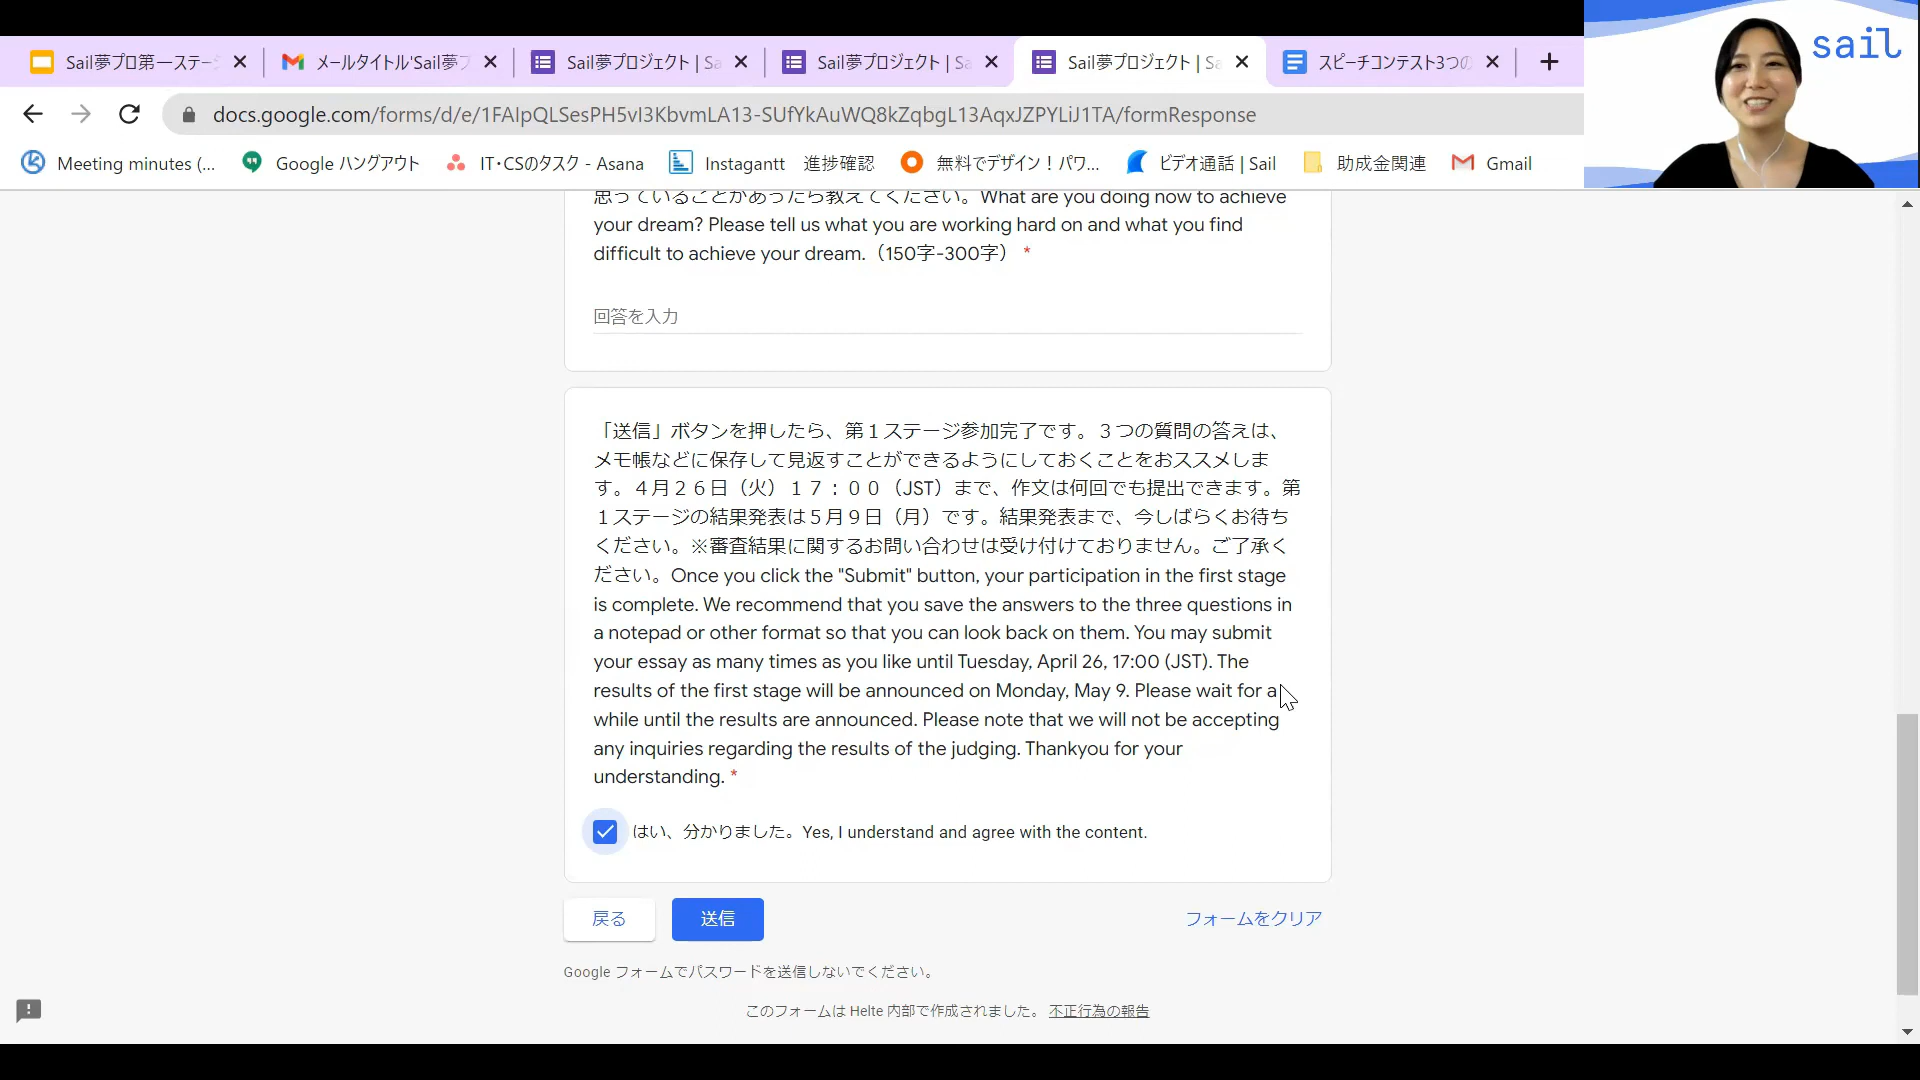 Sail夢プロ第一ステー
メールタイトル'Sail夢プ
Sail夢プロジェクト | Sa
Sail夢プロジェクト | Sa
Sail夢プロジェクト | Sa
スピーチコンテスト3つの
sail
docs.google.com/forms/d/e/1FAIpQLSesPH5vI3KbvmLA13-SUfYkAuWQ8kZqbgL13AqxJZPYLiJ1TA/formResponse
Meeting minutes (...
Google ハングアウト
IT・CSのタスク - Asana
Instagantt
進捗確認
無料でデザイン！パワ...
ビデオ通話 | Sail
助成金関連
Gmail
思っていることがあったら教えてください。What are you doing now to achieve
your dream? Please tell us what you are working hard on and what you find
difficult to achieve your dream.（150字-300字） *
回答を入力
「送信」ボタンを押したら、第１ステージ参加完了です。３つの質問の答えは、
メモ帳などに保存して見返すことができるようにしておくことをおススメしま
す。４月２６日（火）１７：００（JST）まで、作文は何回でも提出できます。第
１ステージの結果発表は５月９日（月）です。結果発表まで、今しばらくお待ち
ください。※審査結果に関するお問い合わせは受け付けておりません。ご了承く
ださい。Once you click the "Submit" button, your participation in the first stage
is complete. We recommend that you save the answers to the three questions in
a notepad or other format so that you can look back on them. You may submit
your essay as many times as you like until Tuesday, April 26, 17:00 (JST). The
results of the first stage will be announced on Monday, May 9. Please wait for a
while until the results are announced. Please note that we will not be accepting
any inquiries regarding the results of the judging. Thankyou for your
understanding. *
はい、分かりました。Yes, I understand and agree with the content.
戻る
送信
フォームをクリア
Google フォームでパスワードを送信しないでください。
このフォームは Helte 内部で作成されました。 不正行為の報告